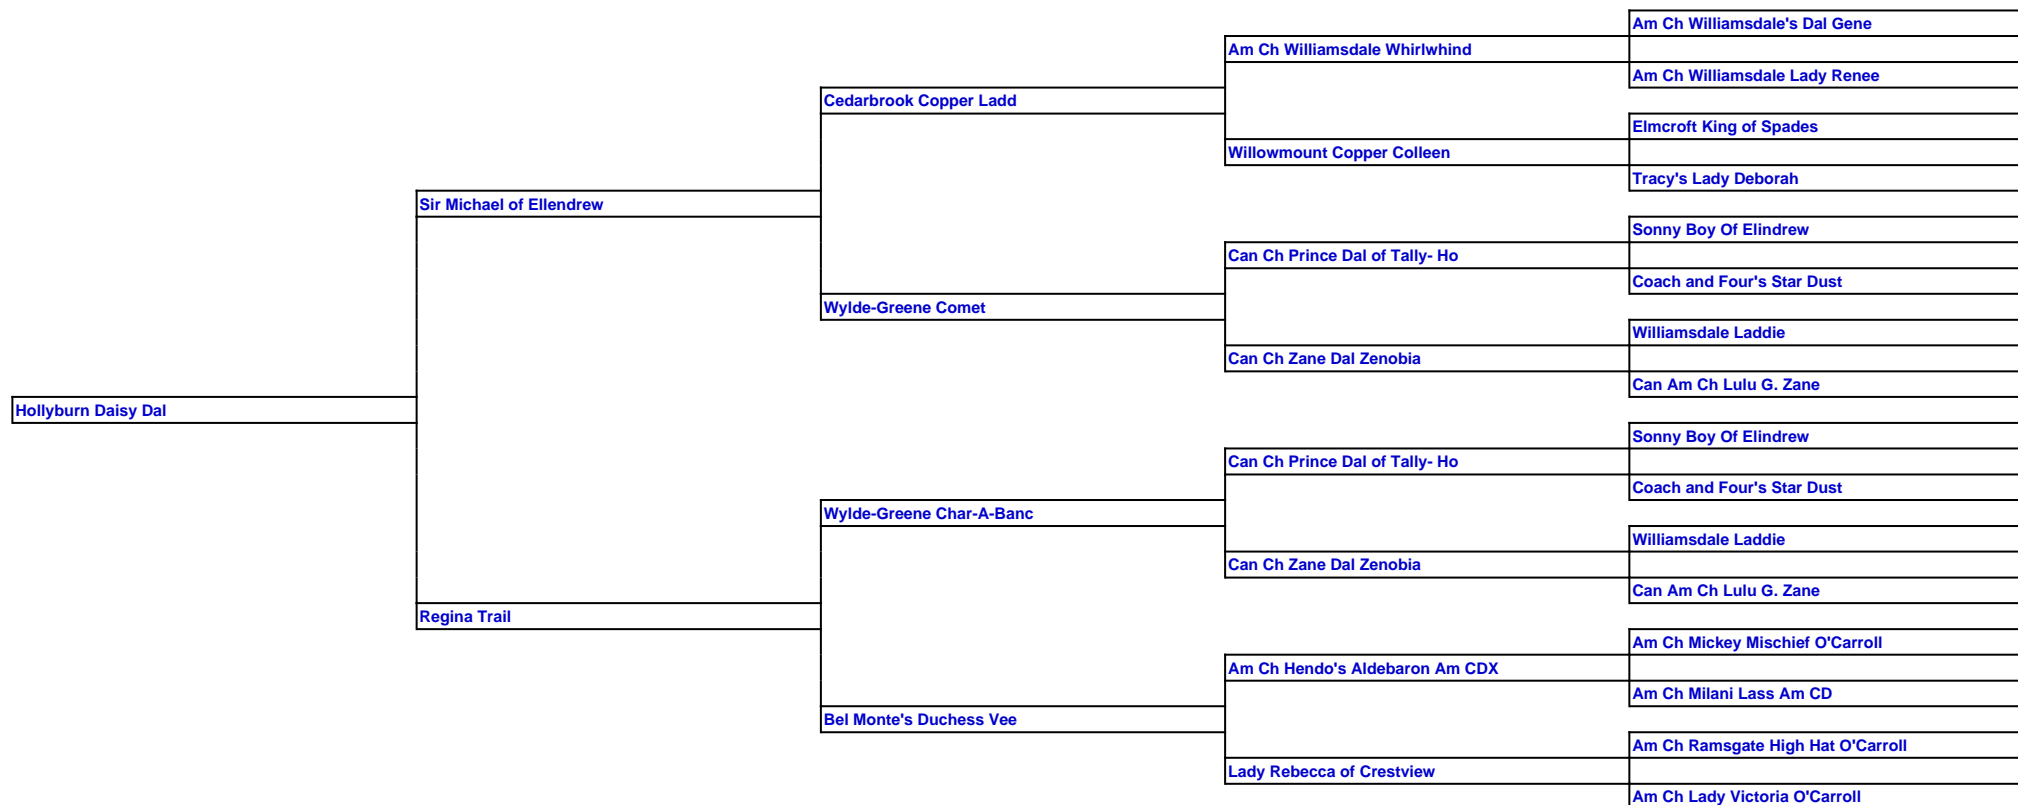 Am Ch Williamsdale's Dal Gene
Am Ch Williamsdale Whirlwhind
Am Ch Williamsdale Lady Renee
Cedarbrook Copper Ladd
Elmcroft King of Spades
Willowmount Copper Colleen
Tracy's Lady Deborah
Sir Michael of Ellendrew
Sonny Boy Of Elindrew
Can Ch Prince Dal of Tally- Ho
Coach and Four's Star Dust
Wylde-Greene Comet
Williamsdale Laddie
Can Ch Zane Dal Zenobia
Can Am Ch Lulu G. Zane
Hollyburn Daisy Dal
Sonny Boy Of Elindrew
Can Ch Prince Dal of Tally- Ho
Coach and Four's Star Dust
Wylde-Greene Char-A-Banc
Williamsdale Laddie
Can Ch Zane Dal Zenobia
Can Am Ch Lulu G. Zane
Regina Trail
Am Ch Mickey Mischief O'Carroll
Am Ch Hendo's Aldebaron Am CDX
Am Ch Milani Lass Am CD
Bel Monte's Duchess Vee
Am Ch Ramsgate High Hat O'Carroll
Lady Rebecca of Crestview
Am Ch Lady Victoria O'Carroll